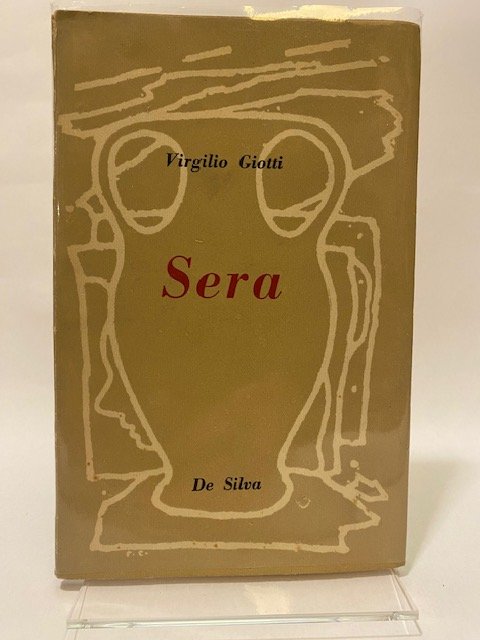 Virgilio Giotti
Sera
De Silva
F. C.